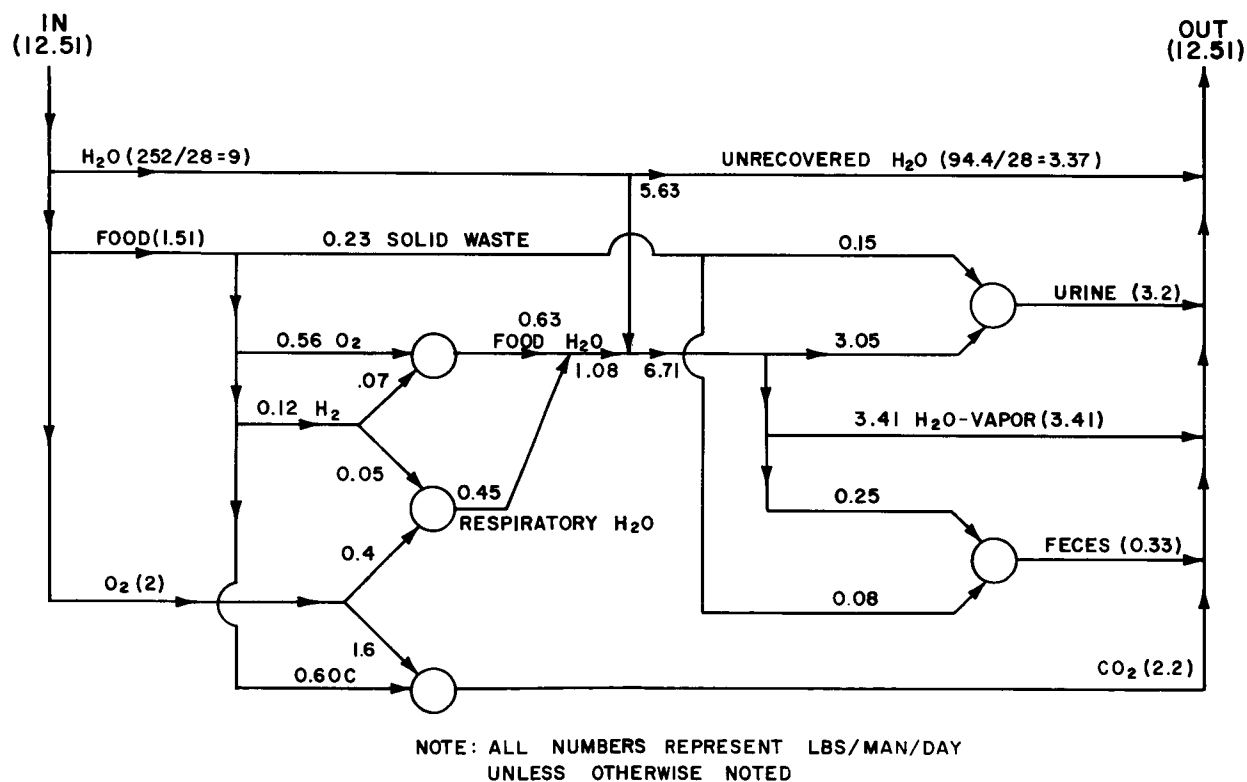 IN
(12.51)
OUT
(12.51)
H₂O (252/28=9)
UNRECOVERED H₂O (94.4/28=3.37)
5.63
FOOD(1.51)
0.23 SOLID WASTE
0.15
URINE (3.2)
0.63
0.56 O₂
FOOD H₂O
3.05
1.08
6.71
.07
0.12 H₂
3.41 H₂O-VAPOR(3.41)
0.05
0.45
0.25
RESPIRATORY H₂O
0.4
FECES (0.33)
O₂(2)
0.08
1.6
0.60C
CO₂(2.2)
NOTE: ALL NUMBERS REPRESENT LBS/MAN/DAY
UNLESS OTHERWISE NOTED